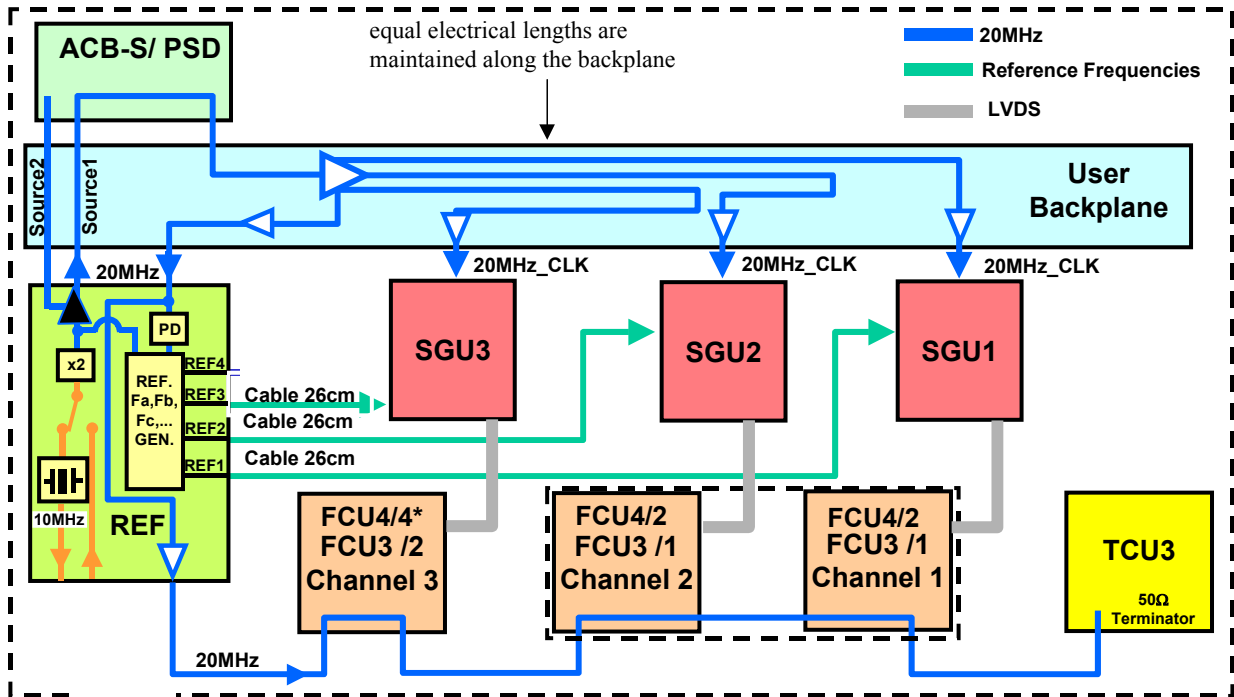 equal electrical lengths are
maintained along the backplane
ACB-S/ PSD
20MHz
Reference Frequencies
LVDS
Source2
Source1
User
Backplane
20MHz
20MHz_CLK
20MHz_CLK
20MHz_CLK
PD
x2
REF.
Fa,Fb,
Fc,...
GEN.
REF4
REF3
REF2
REF1
10MHz
REF
Cable 26cm
Cable 26cm
Cable 26cm
SGU3
SGU2
SGU1
FCU4/4*
FCU3 /2
Channel 3
FCU4/2
FCU3 /1
Channel 2
FCU4/2
FCU3 /1
Channel 1
TCU3
50Ω
Terminator
20MHz